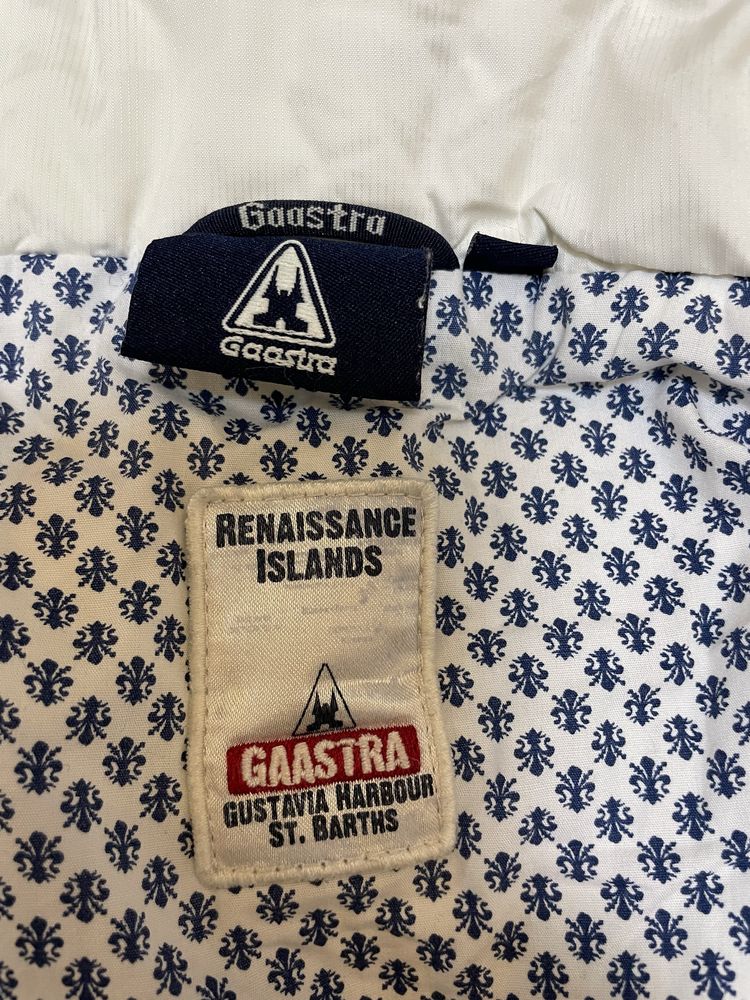 Gaastra
Gaastra
RENAISSANCE
ISLANDS
GAASTRA
GUSTAVIA HARBOUR
ST. BARTHS